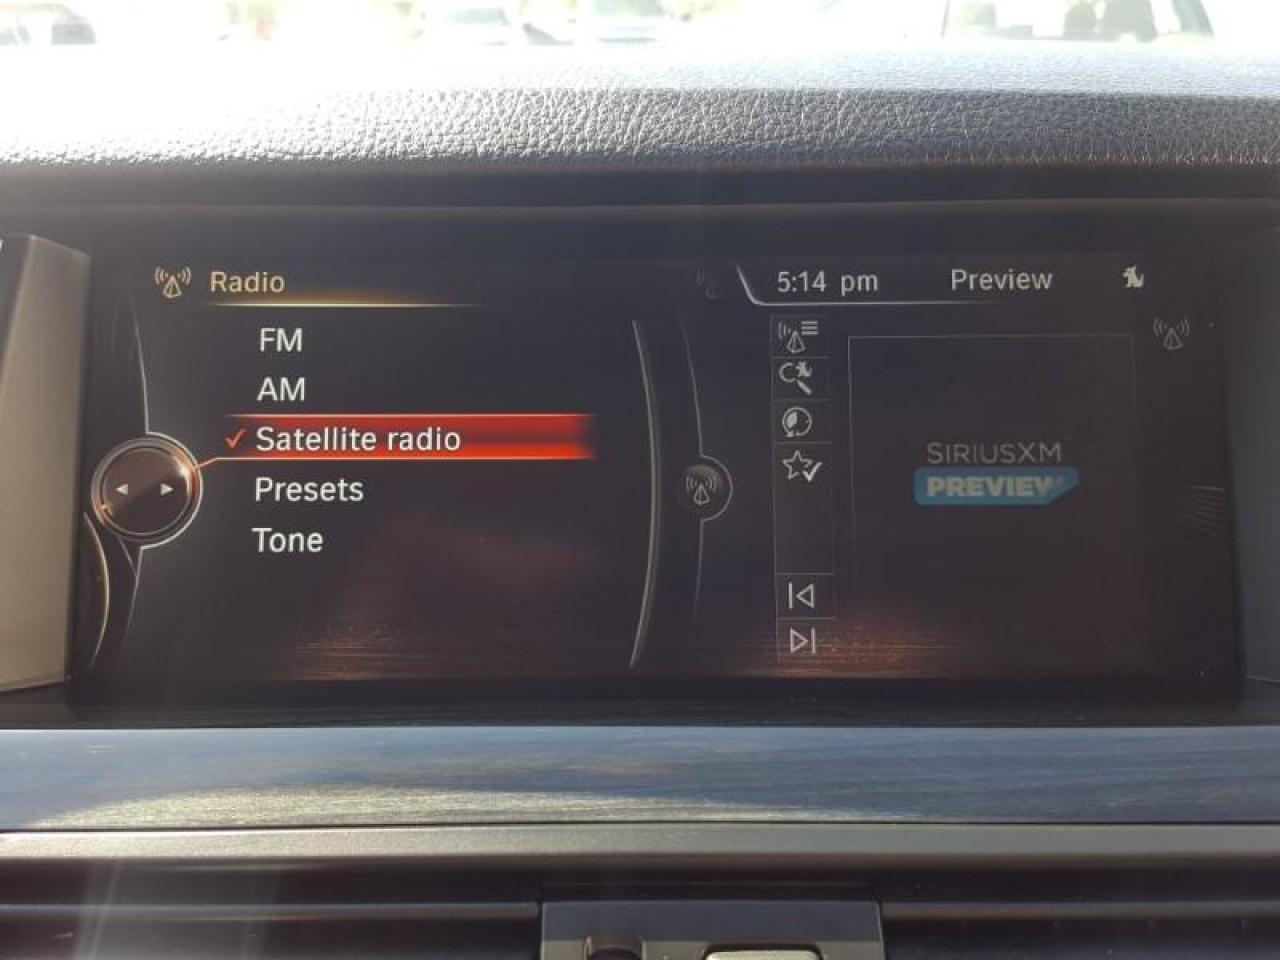 Radio
FM
AM
Satellite radio
Presets
Tone
5:14 pm Preview
SIRIUSXM
PREVIEW